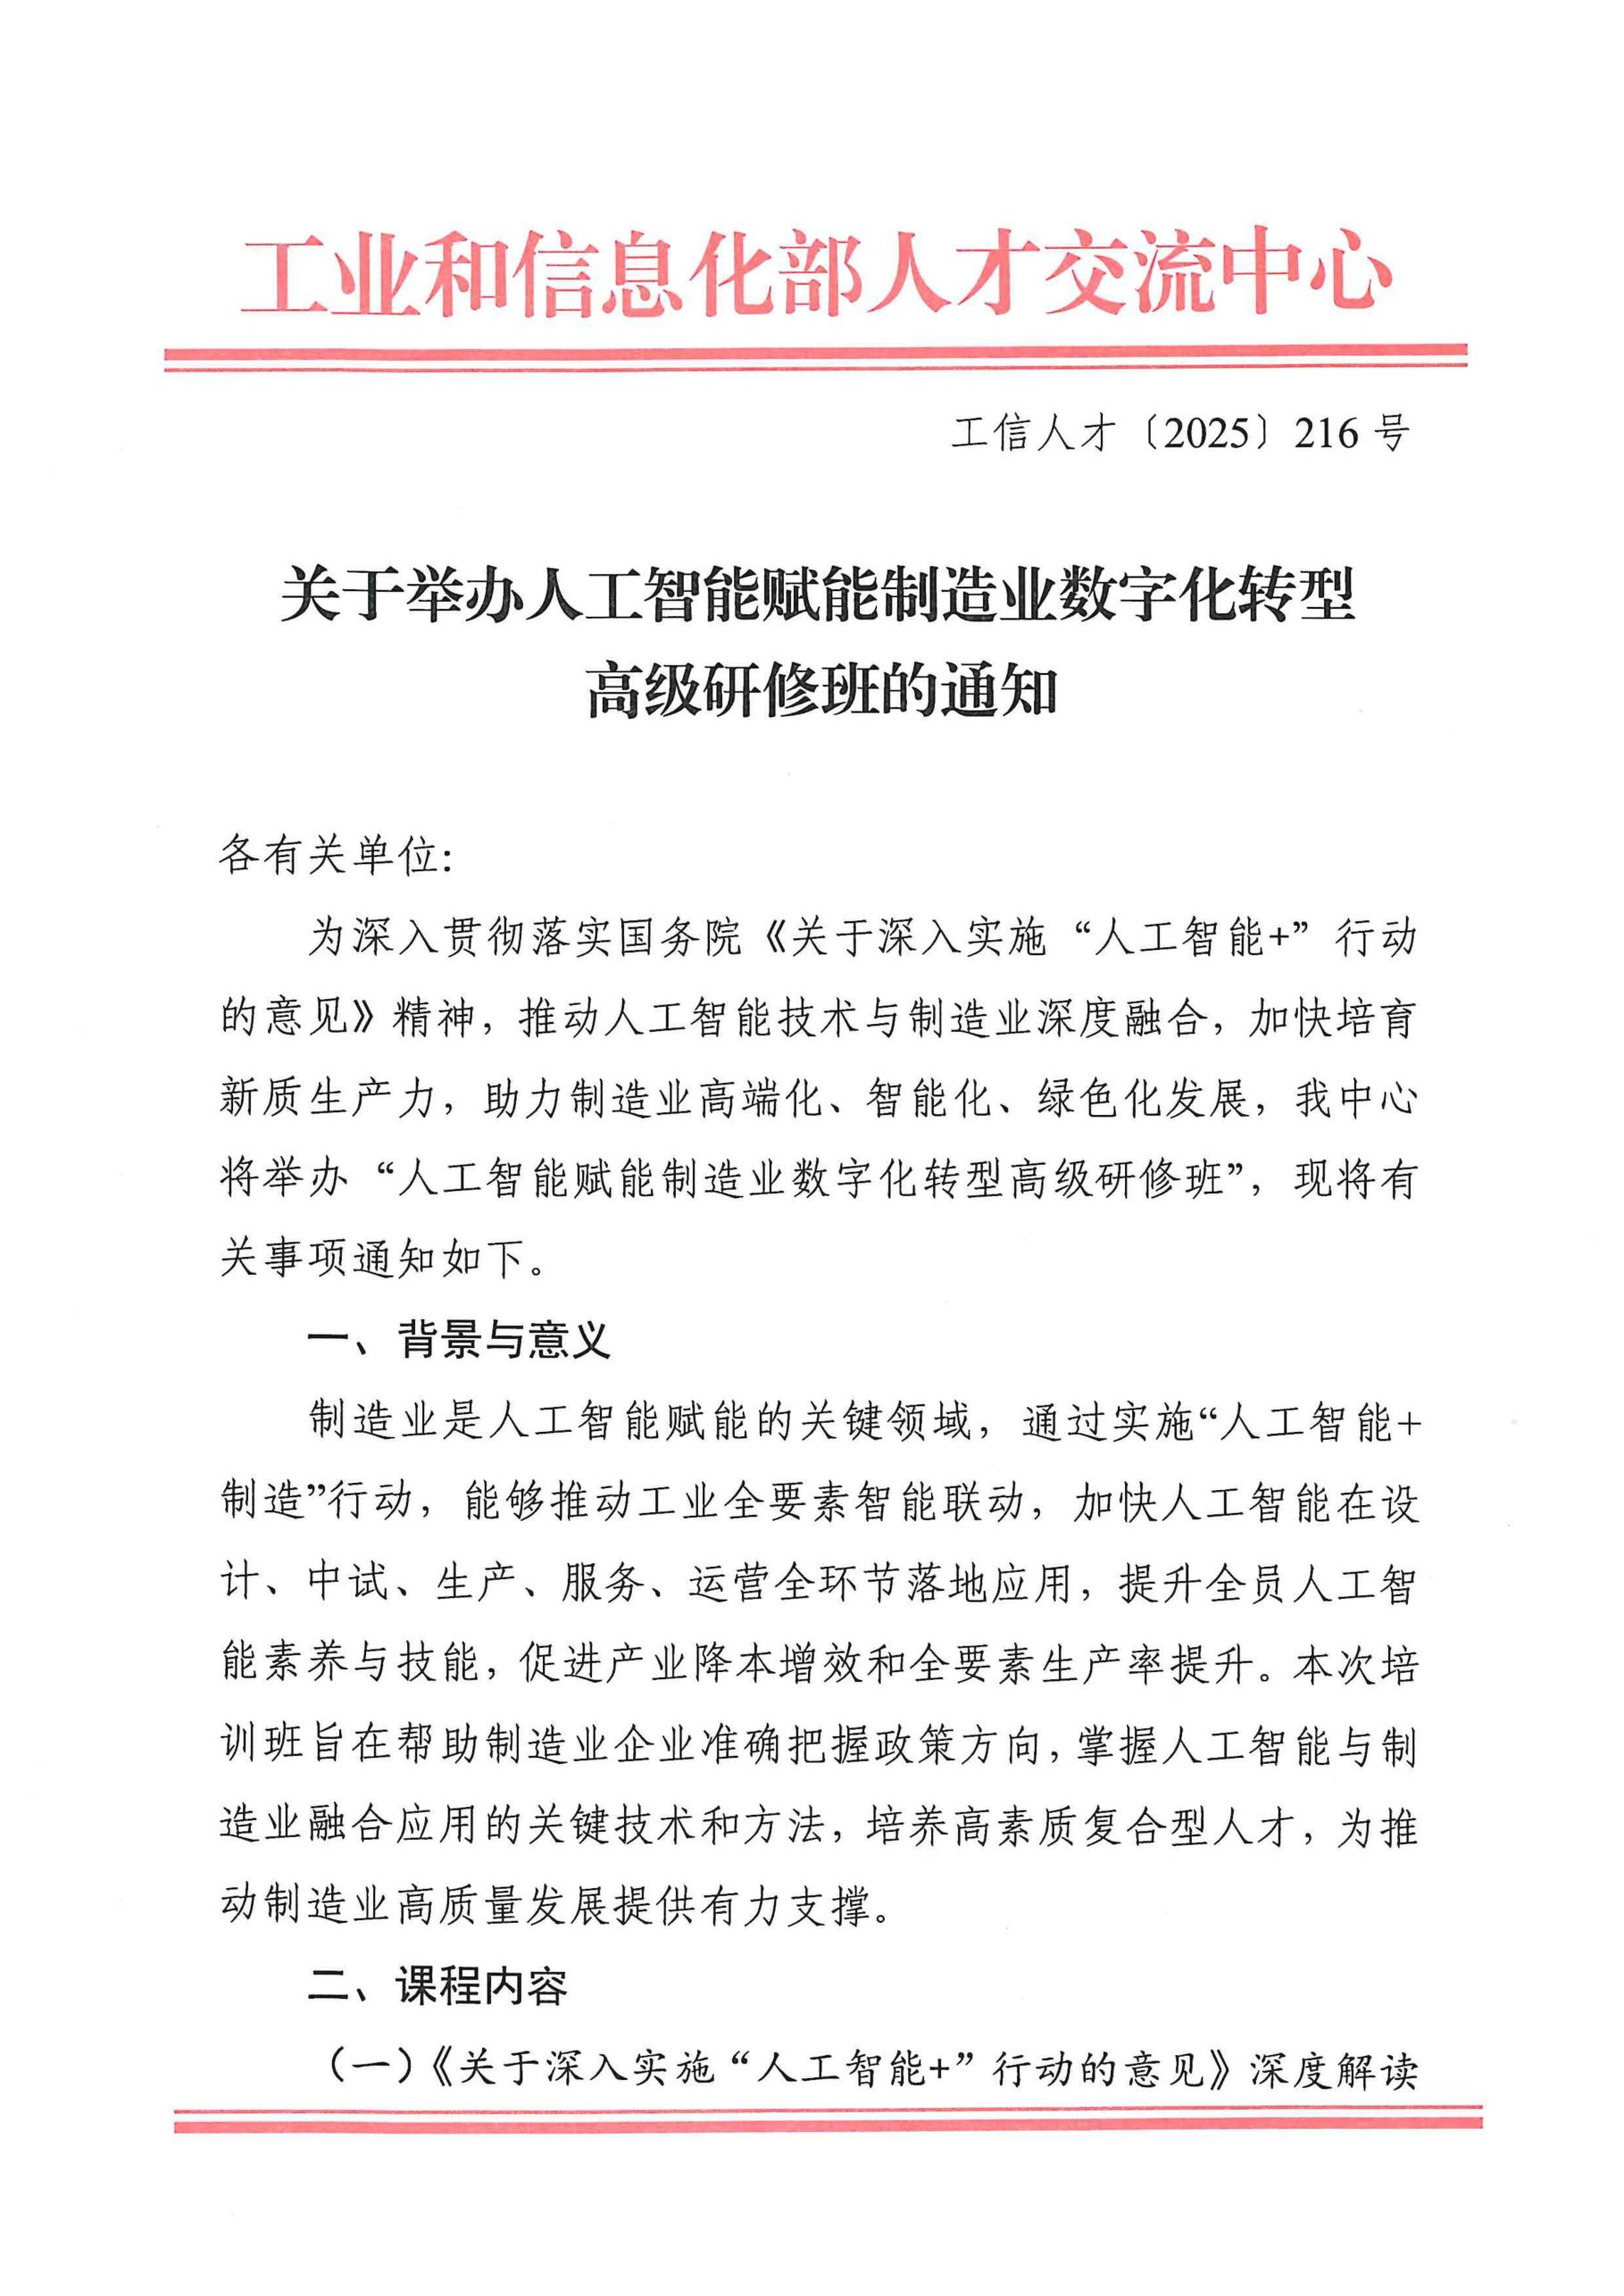 工业和信息化部人才交流中心
工信人才〔2025〕216 号
关于举办人工智能赋能制造业数字化转型
高级研修班的通知
各有关单位:
为深入贯彻落实国务院《关于深入实施“人工智能+”行动
的意见》精神，推动人工智能技术与制造业深度融合，加快培育
新质生产力，助力制造业高端化、智能化、绿色化发展，我中心
将举办“人工智能赋能制造业数字化转型高级研修班”，现将有
关事项通知如下。
一、背景与意义
制造业是人工智能赋能的关键领域，通过实施“人工智能+
制造”行动，能够推动工业全要素智能联动，加快人工智能在设
计、中试、生产、服务、运营全环节落地应用，提升全员人工智
能素养与技能，促进产业降本增效和全要素生产率提升。本次培
训班旨在帮助制造业企业准确把握政策方向，掌握人工智能与制
造业融合应用的关键技术和方法，培养高素质复合型人才，为推
动制造业高质量发展提供有力支撑。
二、课程内容
（一）《关于深入实施“人工智能+”行动的意见》深度解读